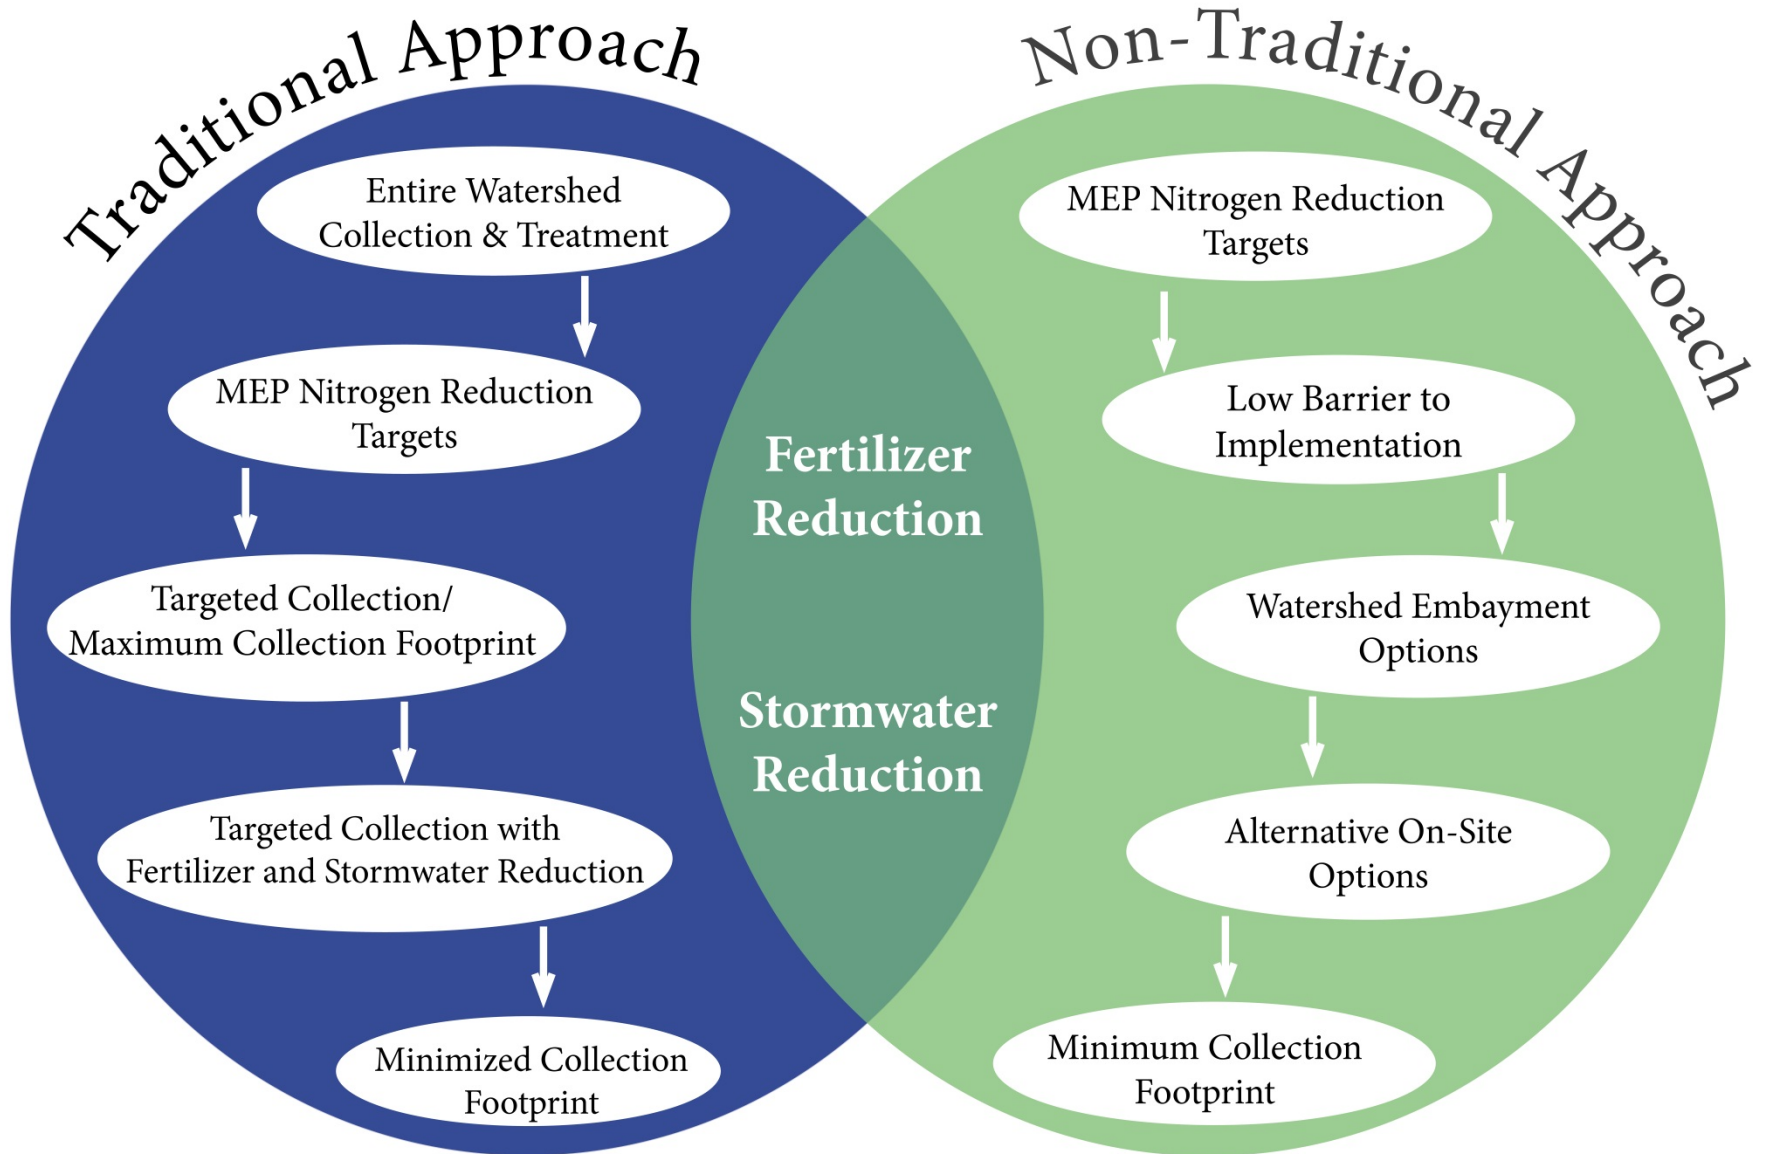 Traditional Approach
Entire Watershed
Collection & Treatment
MEP Nitrogen Reduction
Targets
Targeted Collection/
Maximum Collection Footprint
Targeted Collection with
Fertilizer and Stormwater Reduction
Minimized Collection
Footprint
Fertilizer
Reduction
Stormwater
Reduction
Non-Traditional Approach
MEP Nitrogen Reduction
Targets
Low Barrier to
Implementation
Watershed Embayment
Options
Alternative On-Site
Options
Minimum Collection
Footprint